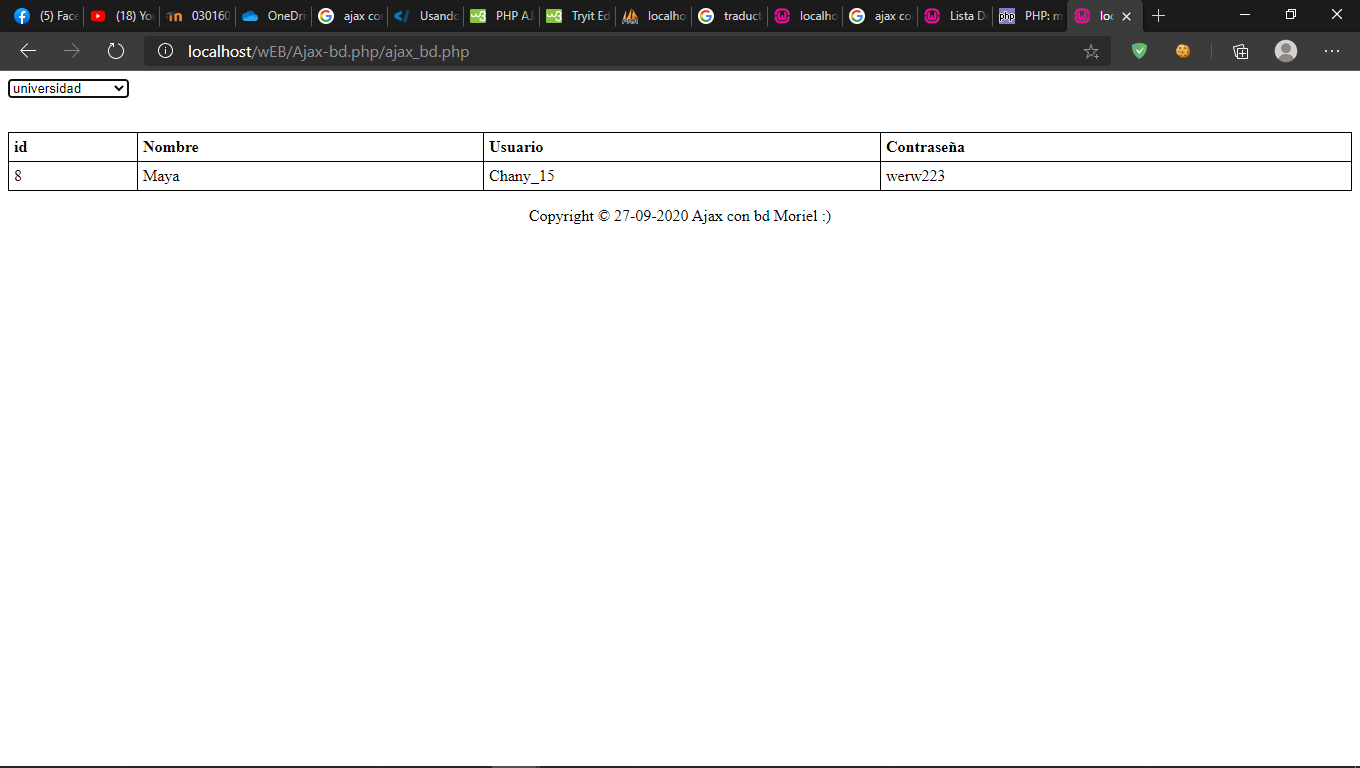 (5) Face
(18) You
030160
OneDri
ajax co
Usando
PHP AJ
Tryit Ed
localho
traduct
localho
ajax co
Lista D
php
PHP: m
loc
localhost/wEB/Ajax-bd.php/ajax_bd.php
universidad
id Nombre Usuario Contraseña
8 Maya Chany_15 werw223
Copyright © 27-09-2020 Ajax con bd Moriel :)